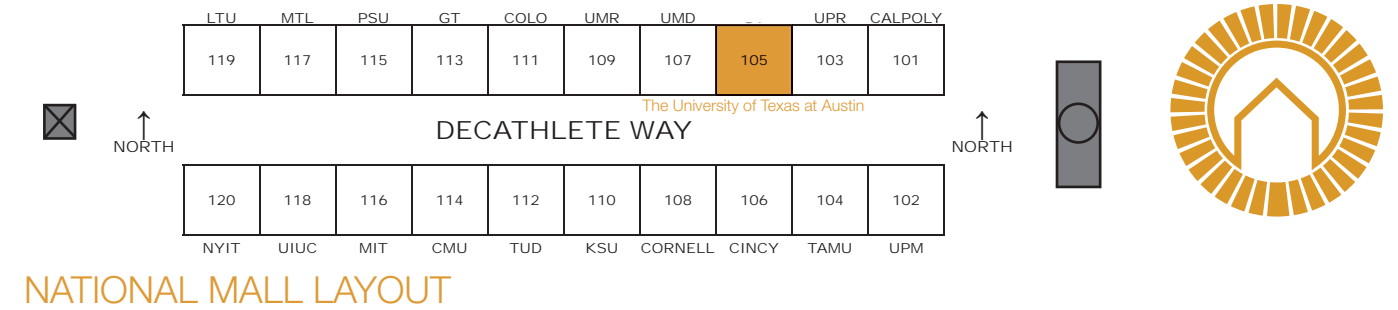 LTU MTL PSU GT COLO UMR UMD UPR CALPOLY
119 117 115 113 111 109 107 105 103 101
The University of Texas at Austin
DECATHLETE WAY
NORTH NORTH
120 118 116 114 112 110 108 106 104 102
NYIT UIUC MIT CMU TUD KSU CORNELL CINCY TAMU UPM
NATIONAL MALL LAYOUT